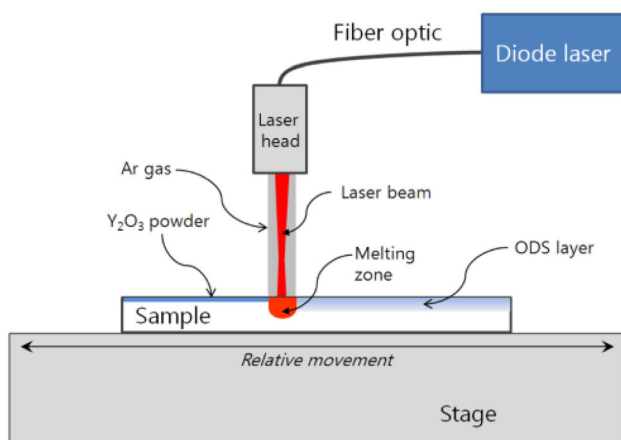 Fiber optic
Diode laser
Laser
head
Ar gas
Laser beam
Y₂O₃ powder
ODS layer
Melting
zone
Sample
Relative movement
Stage